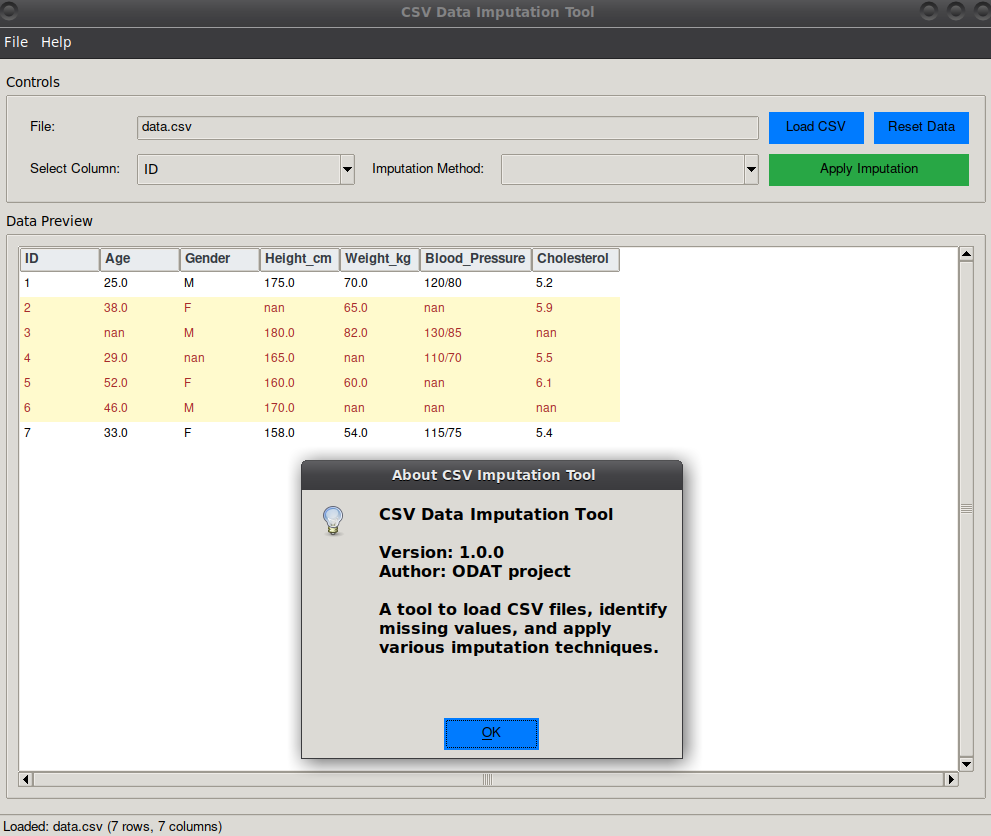 CSV Data Imputation Tool
File Help
Controls
File: data.csv Load CSV Reset Data
Select Column: ID Imputation Method: Apply Imputation
Data Preview
ID Age Gender Height_cm Weight_kg Blood_Pressure Cholesterol
1 25.0 M 175.0 70.0 120/80 5.2
2 38.0 F nan 65.0 nan 5.9
3 nan M 180.0 82.0 130/85 nan
4 29.0 nan 165.0 nan 110/70 5.5
5 52.0 F 160.0 60.0 nan 6.1
6 46.0 M 170.0 nan nan nan
7 33.0 F 158.0 54.0 115/75 5.4
About CSV Imputation Tool
CSV Data Imputation Tool
Version: 1.0.0
Author: ODAT project
A tool to load CSV files, identify
missing values, and apply
various imputation techniques.
OK
Loaded: data.csv (7 rows, 7 columns)